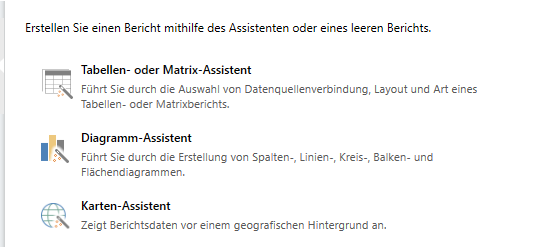 Erstellen Sie einen Bericht mithilfe des Assistenten oder eines leeren Berichts.
Tabellen- oder Matrix-Assistent
Führt Sie durch die Auswahl von Datenquellenverbindung, Layout und Art eines
Tabellen- oder Matrixberichts.
Diagramm-Assistent
Führt Sie durch die Erstellung von Spalten-, Linien-, Kreis-, Balken- und
Flächendiagrammen.
Karten-Assistent
Zeigt Berichtsdaten vor einem geografischen Hintergrund an.